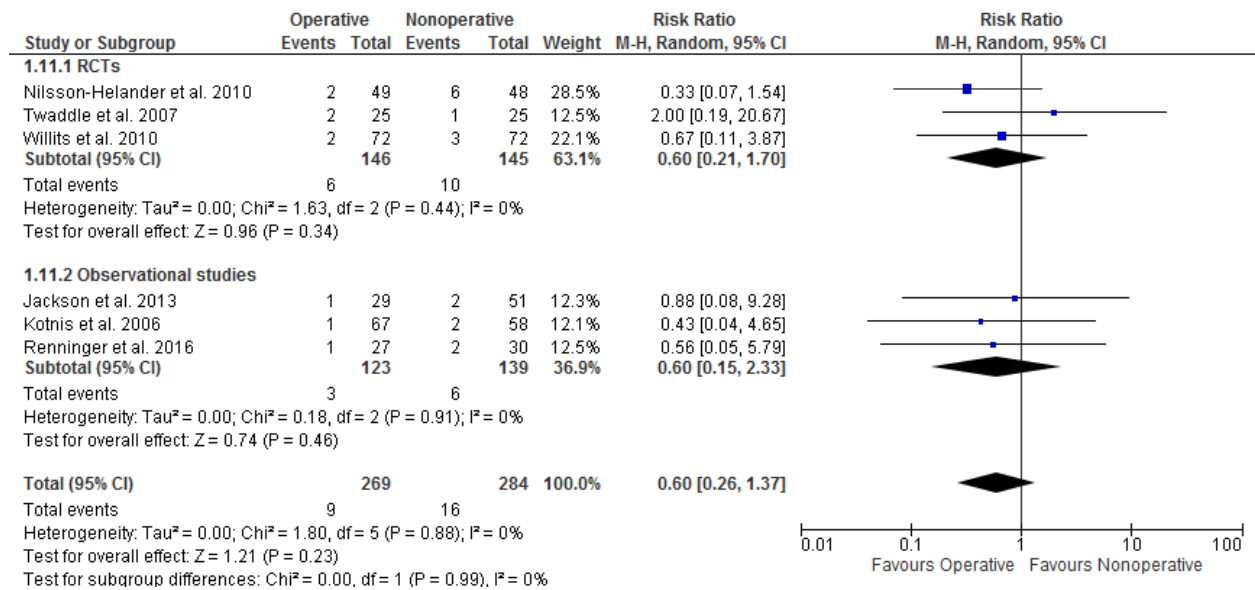 Operative Nonoperative Risk Ratio Risk Ratio
Study or Subgroup Events Total Events Total Weight M-H, Random, 95% CI M-H, Random, 95% CI
1.11.1 RCTs
Nilsson-Helander et al. 2010 2 49 6 48 28.5% 0.33 [0.07, 1.54]
Twaddle et al. 2007 2 25 1 25 12.5% 2.00 [0.19, 20.67]
Willits et al. 2010 2 72 3 72 22.1% 0.67 [0.11, 3.87]
Subtotal (95% CI) 146 145 63.1% 0.60 [0.21, 1.70]
Total events 6 10
Heterogeneity: Tau² = 0.00; Chi² = 1.63, df = 2 (P = 0.44); I² = 0%
Test for overall effect: Z = 0.96 (P = 0.34)
1.11.2 Observational studies
Jackson et al. 2013 1 29 2 51 12.3% 0.88 [0.08, 9.28]
Kotnis et al. 2006 1 67 2 58 12.1% 0.43 [0.04, 4.65]
Renninger et al. 2016 1 27 2 30 12.5% 0.56 [0.05, 5.79]
Subtotal (95% CI) 123 139 36.9% 0.60 [0.15, 2.33]
Total events 3 6
Heterogeneity: Tau² = 0.00; Chi² = 0.18, df = 2 (P = 0.91); I² = 0%
Test for overall effect: Z = 0.74 (P = 0.46)
Total (95% CI) 269 284 100.0% 0.60 [0.26, 1.37]
Total events 9 16
Heterogeneity: Tau² = 0.00; Chi² = 1.80, df = 5 (P = 0.88); I² = 0%
Test for overall effect: Z = 1.21 (P = 0.23)
Test for subgroup differences: Chi² = 0.00, df = 1 (P = 0.99), I² = 0%
0.01 0.1 1 10 100
Favours Operative Favours Nonoperative